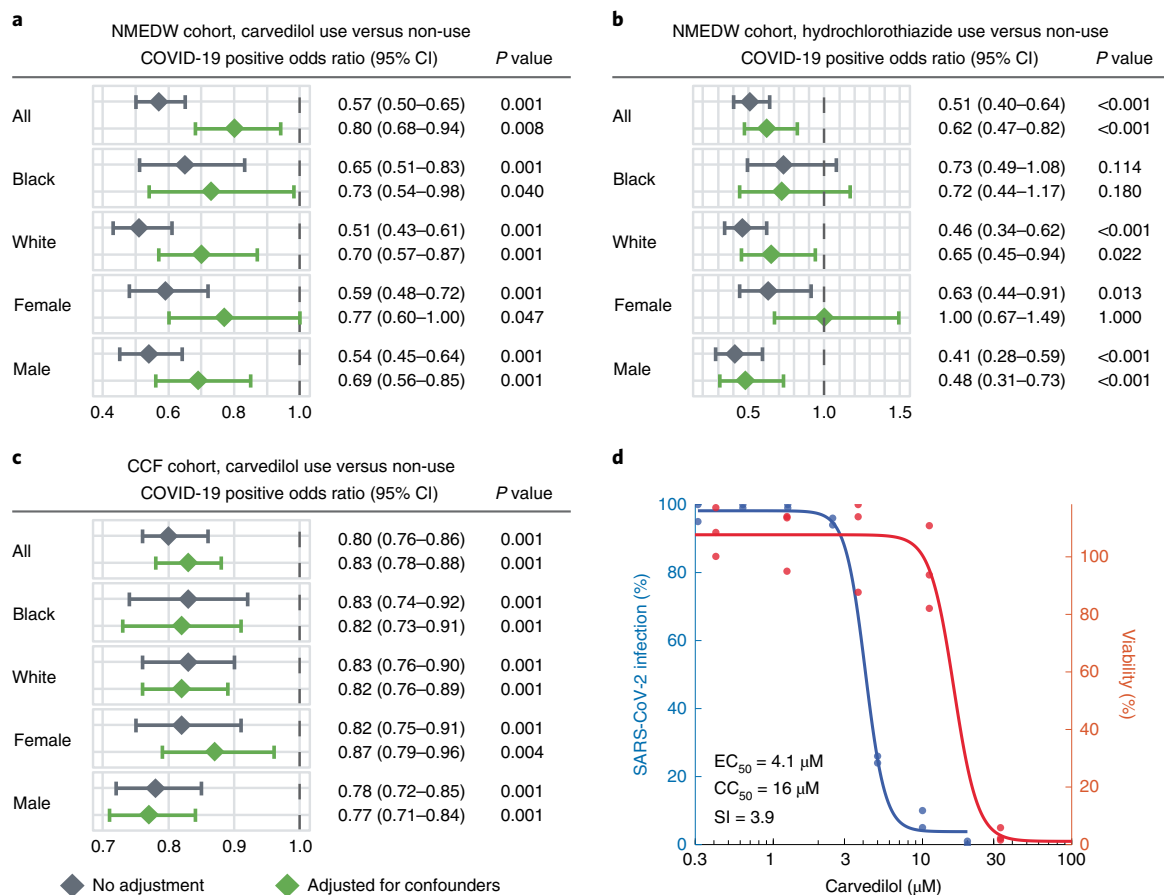 a
NMEDW cohort, carvedilol use versus non-use
COVID-19 positive odds ratio (95% CI) P value
All
0.57 (0.50–0.65) 0.001
0.80 (0.68–0.94) 0.008
Black
0.65 (0.51–0.83) 0.001
0.73 (0.54–0.98) 0.040
White
0.51 (0.43–0.61) 0.001
0.70 (0.57–0.87) 0.001
Female
0.59 (0.48–0.72) 0.001
0.77 (0.60–1.00) 0.047
Male
0.54 (0.45–0.64) 0.001
0.69 (0.56–0.85) 0.001
0.4 0.6 0.8 1.0
b
NMEDW cohort, hydrochlorothiazide use versus non-use
COVID-19 positive odds ratio (95% CI) P value
All
0.51 (0.40–0.64) <0.001
0.62 (0.47–0.82) <0.001
Black
0.73 (0.49–1.08) 0.114
0.72 (0.44–1.17) 0.180
White
0.46 (0.34–0.62) <0.001
0.65 (0.45–0.94) 0.022
Female
0.63 (0.44–0.91) 0.013
1.00 (0.67–1.49) 1.000
Male
0.41 (0.28–0.59) <0.001
0.48 (0.31–0.73) <0.001
0.5 1.0 1.5
c
CCF cohort, carvedilol use versus non-use
COVID-19 positive odds ratio (95% CI) P value
All
0.80 (0.76–0.86) 0.001
0.83 (0.78–0.88) 0.001
Black
0.83 (0.74–0.92) 0.001
0.82 (0.73–0.91) 0.001
White
0.83 (0.76–0.90) 0.001
0.82 (0.76–0.89) 0.001
Female
0.82 (0.75–0.91) 0.001
0.87 (0.79–0.96) 0.004
Male
0.78 (0.72–0.85) 0.001
0.77 (0.71–0.84) 0.001
0.7 0.8 0.9 1.0
No adjustment Adjusted for confounders
d
SARS-CoV-2 infection (%)
100
80
60
40
20
0
EC50 = 4.1 μM
CC50 = 16 μM
SI = 3.9
100
80
60
40
20
0
Viability (%)
0.3 1 3 10 30 100
Carvedilol (μM)